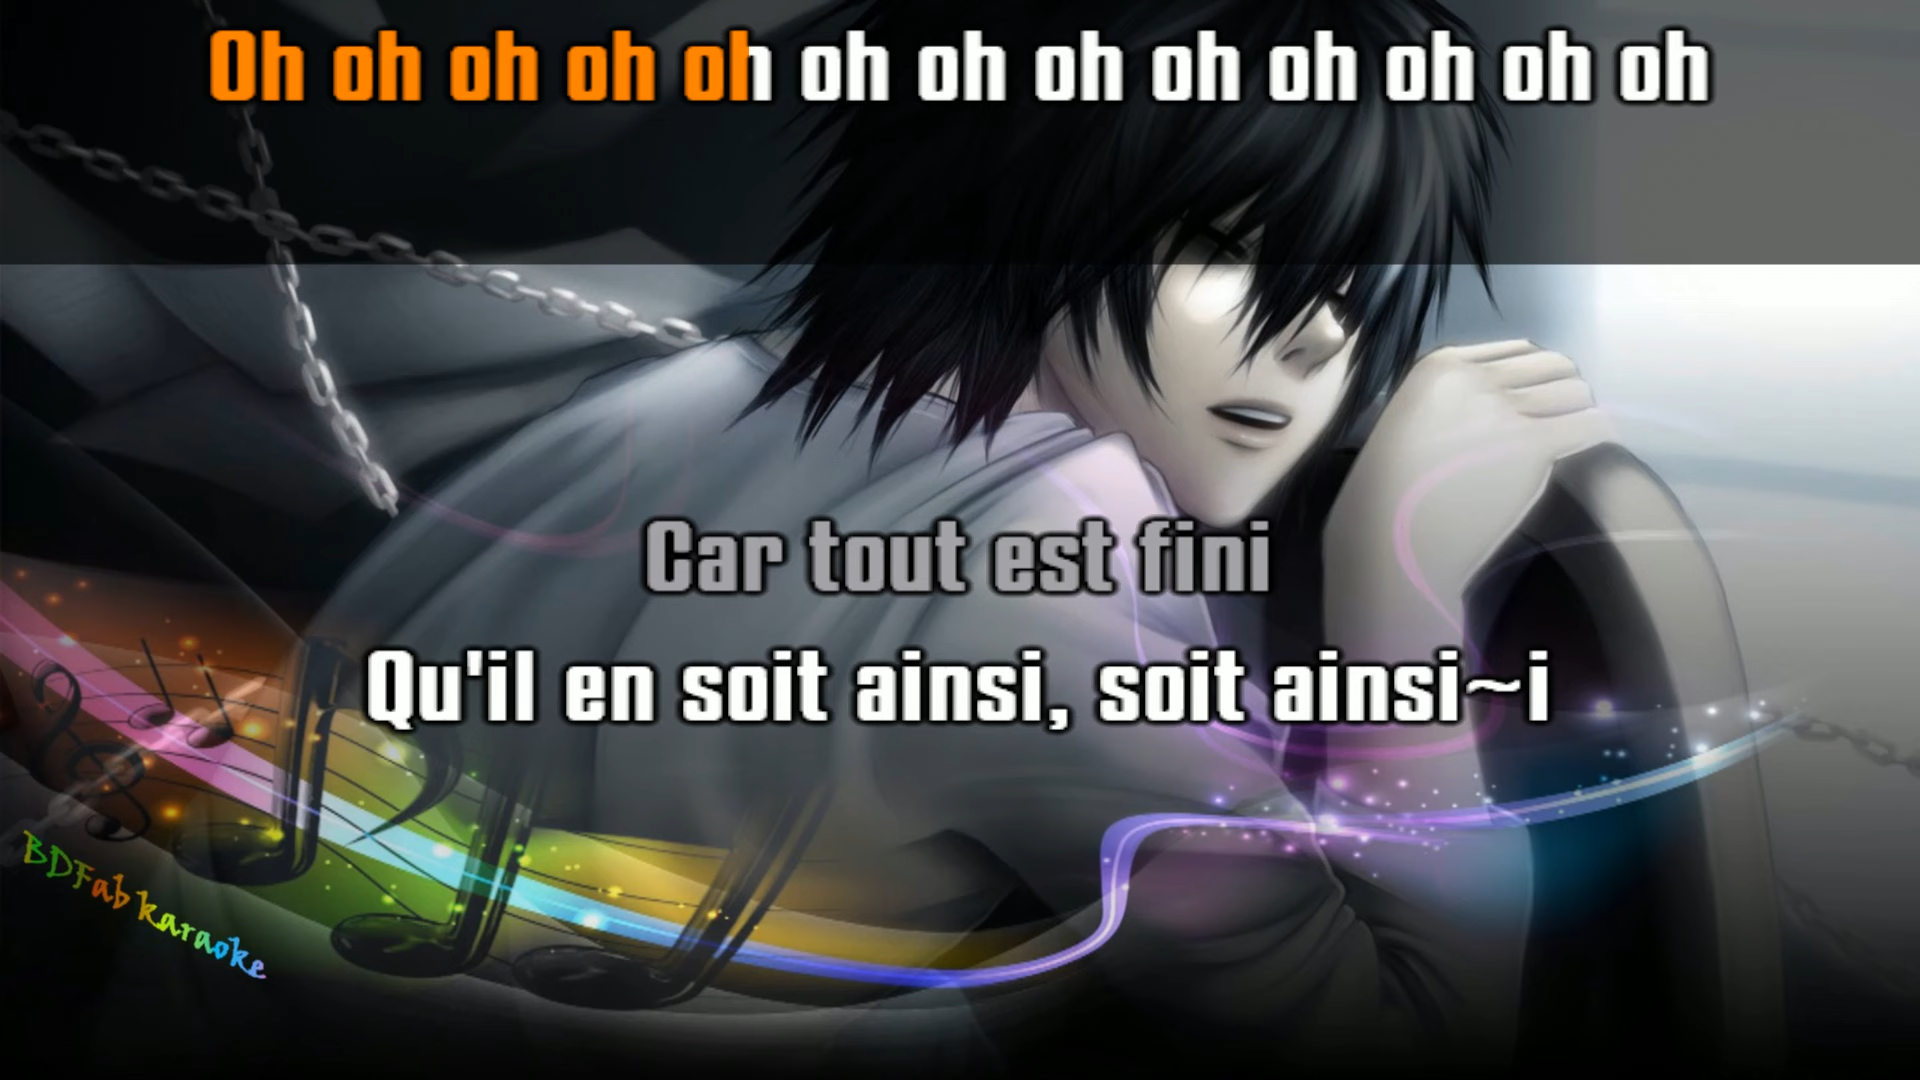 Oh oh oh oh oh oh oh oh oh oh oh oh oh
Car tout est fini
Qu'il en soit ainsi, soit ainsi~i
BDFab karaoke